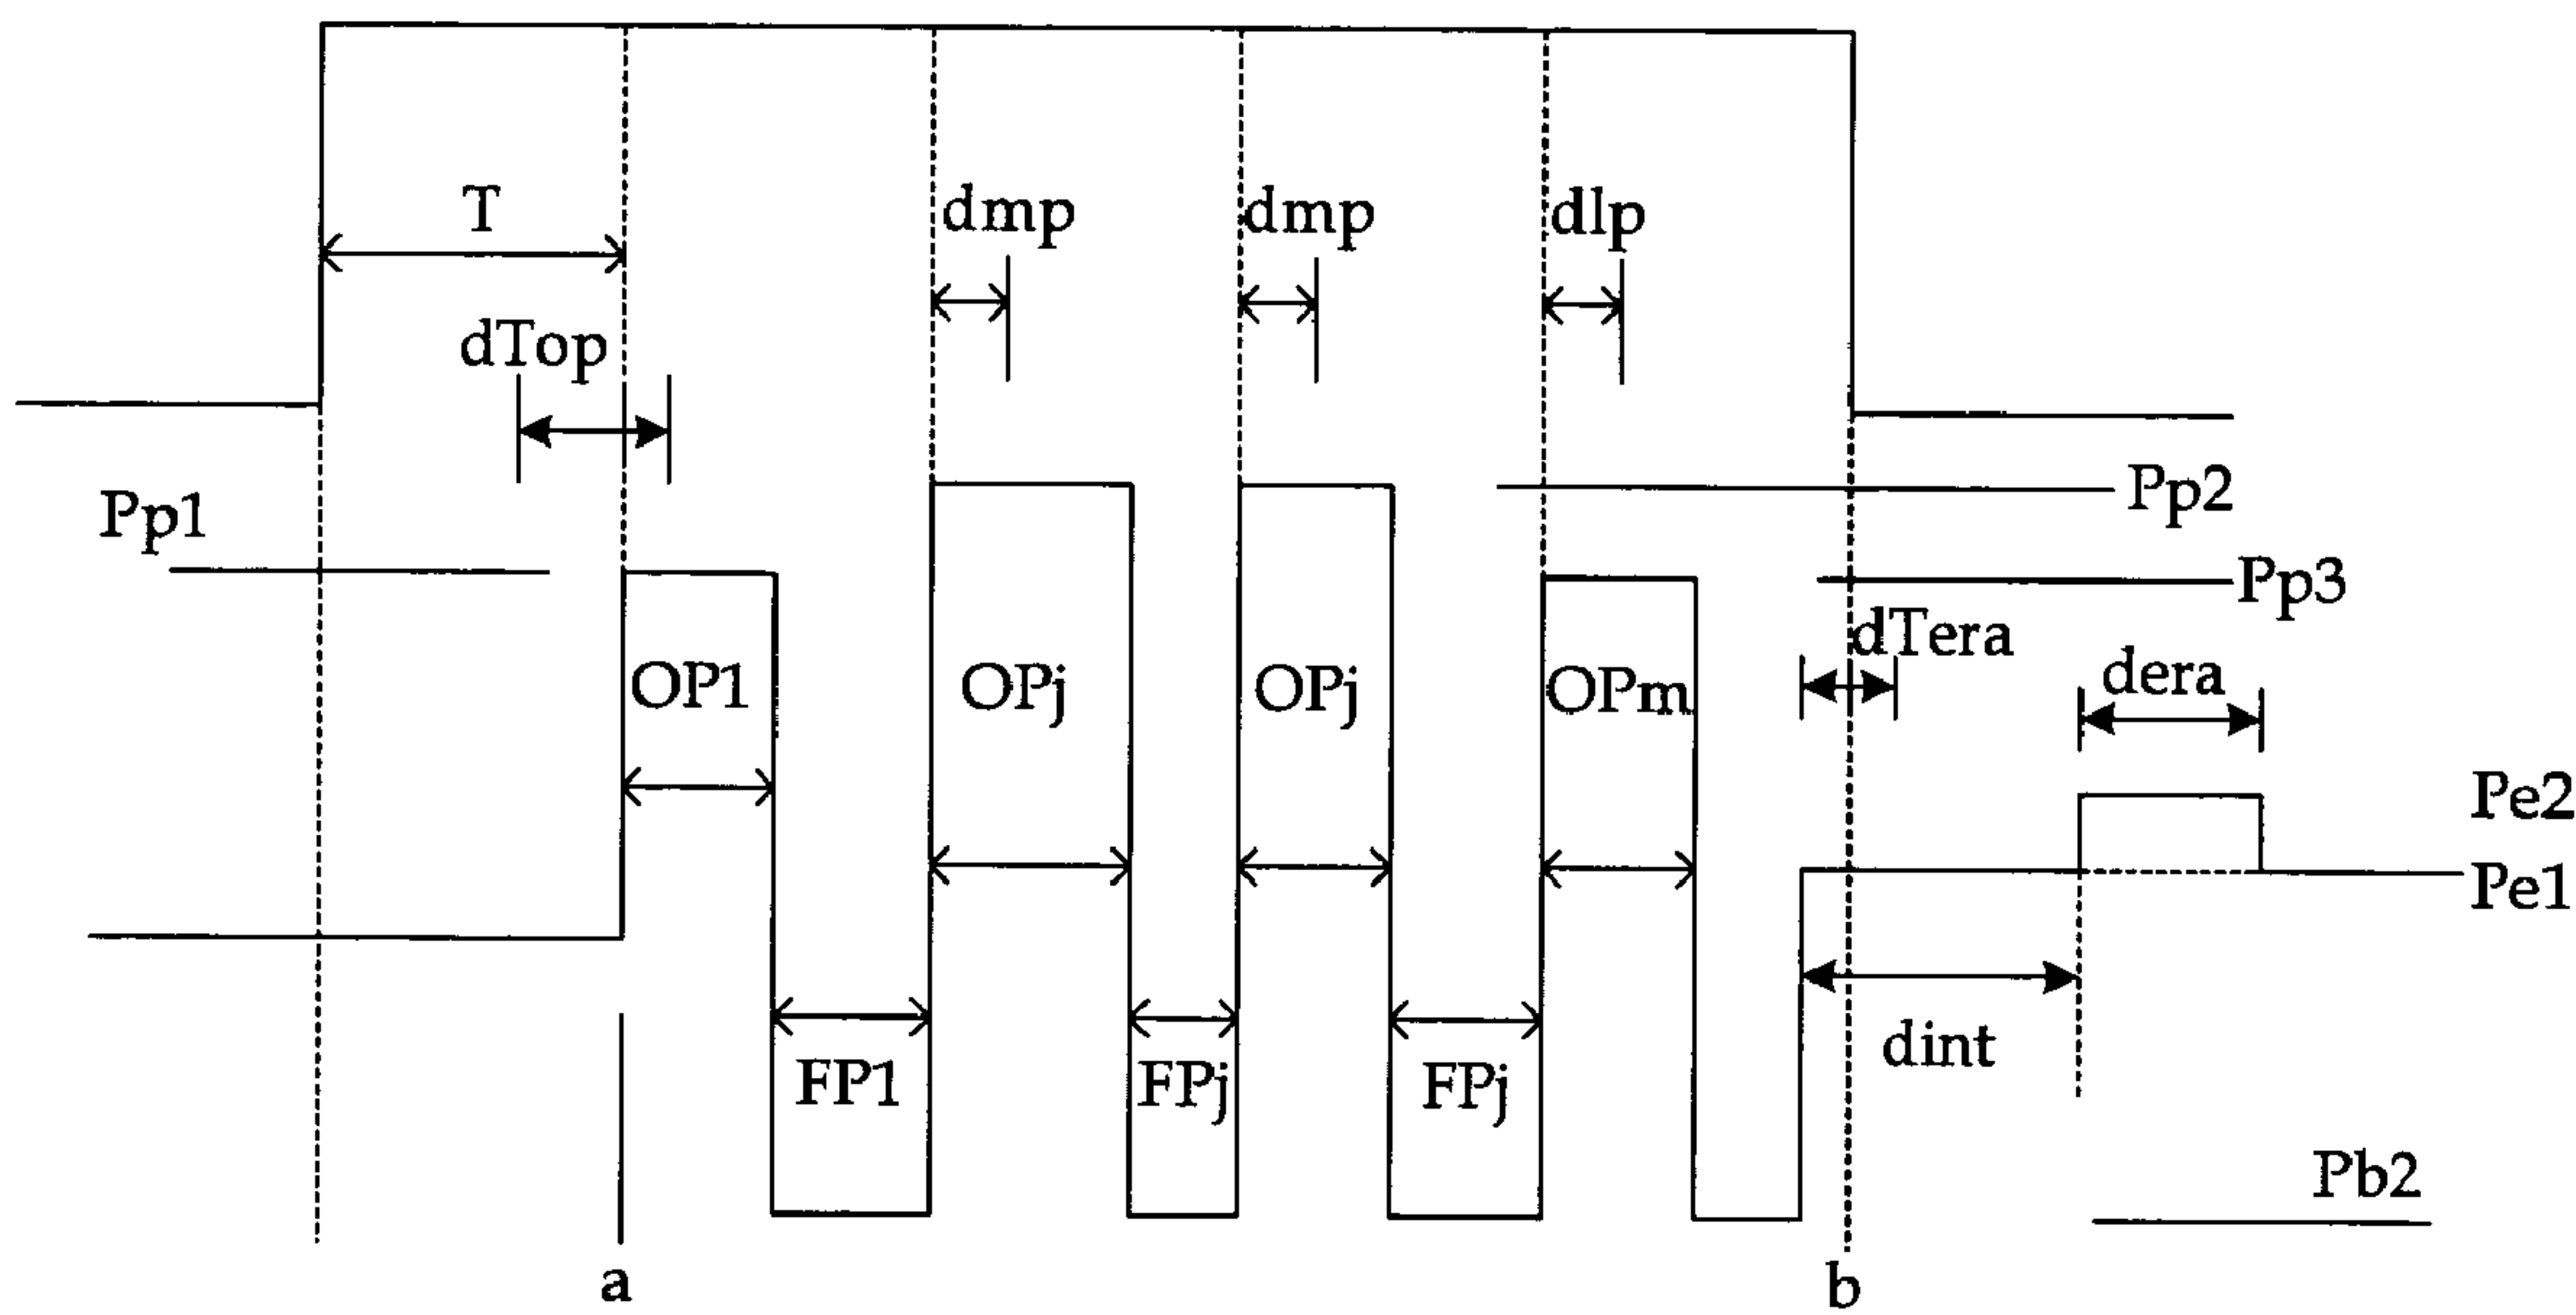 T
dmp
dmp
dlp
dTop
Pp1
Pp2
Pp3
dTera
OP1
OPj
OPj
OPm
dera
Pe2
Pe1
dint
FP1
FPj
FPj
Pb2
a
b